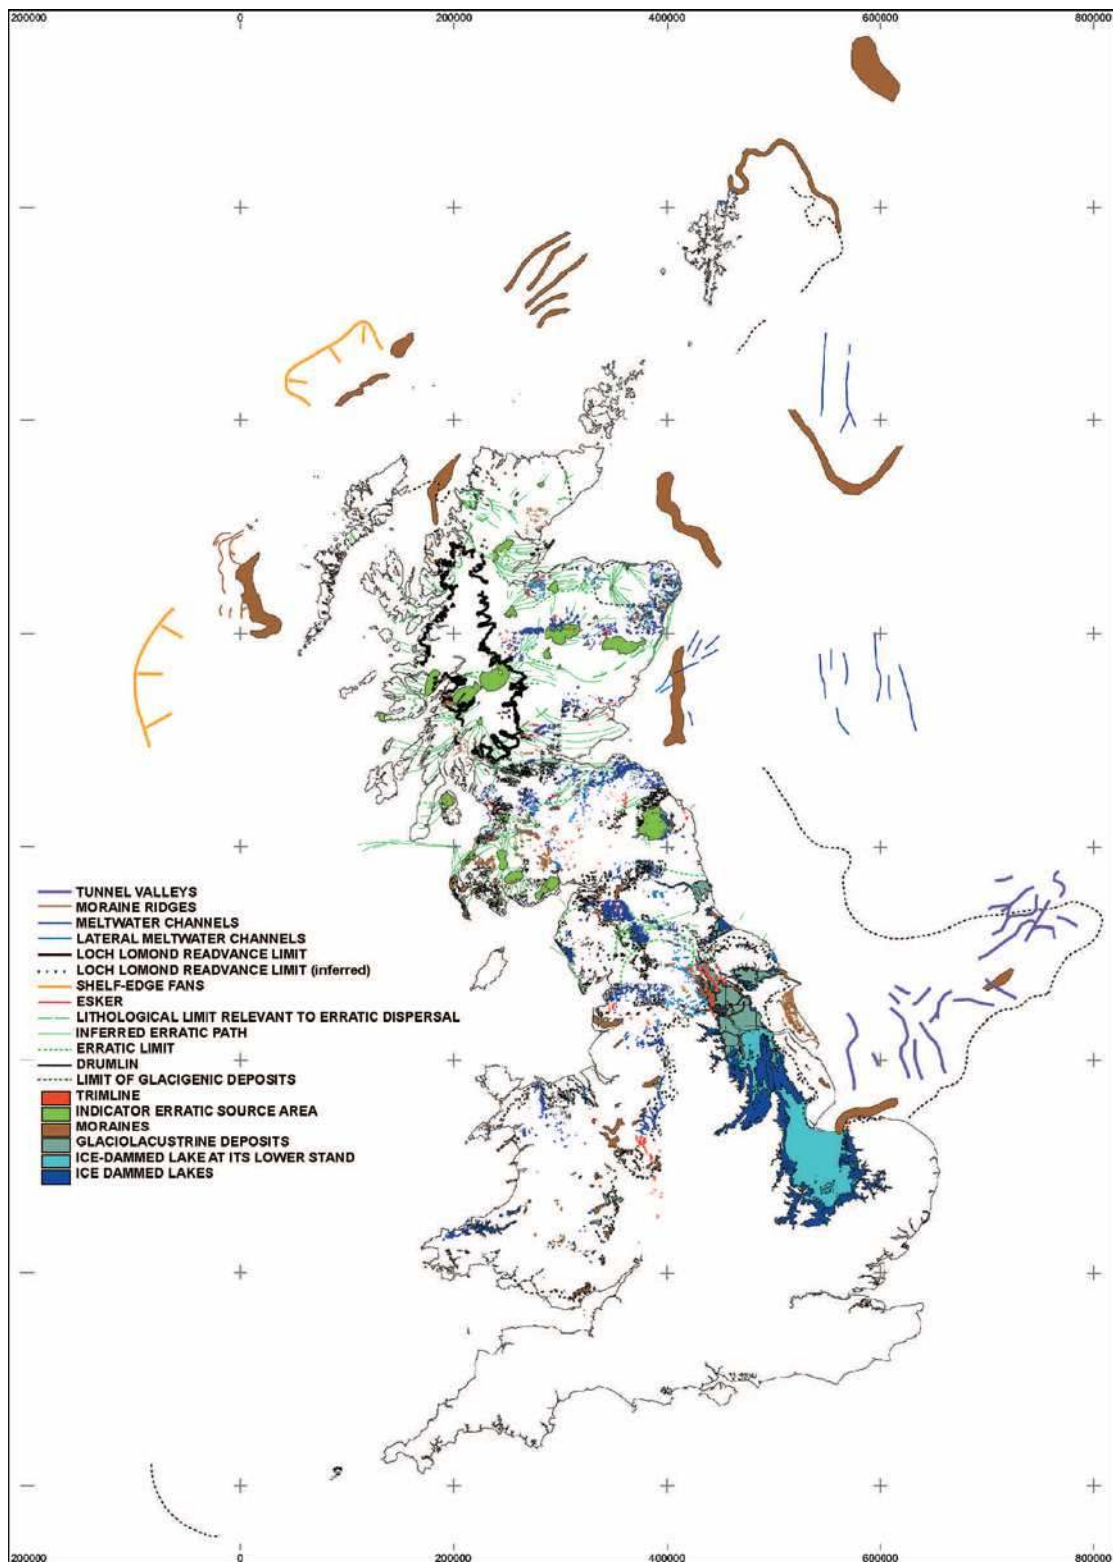 200000 0 200000 400000 600000 800000
TUNNEL VALLEYS
MORAINE RIDGES
MELTWATER CHANNELS
LATERAL MELTWATER CHANNELS
LOCH LOMOND READVANCE LIMIT
LOCH LOMOND READVANCE LIMIT (inferred)
SHELF-EDGE FANS
ESKER
LITHOLOGICAL LIMIT RELEVANT TO ERRATIC DISPERSAL
INFERRED ERRATIC PATH
ERRATIC LIMIT
DRUMLIN
LIMIT OF GLACIGENIC DEPOSITS
TRIMLINE
INDICATOR ERRATIC SOURCE AREA
MORAINES
GLACIOLACUSTRINE DEPOSITS
ICE-DAMMED LAKE AT ITS LOWER STAND
ICE DAMMED LAKES
200000 0 200000 400000 600000 800000